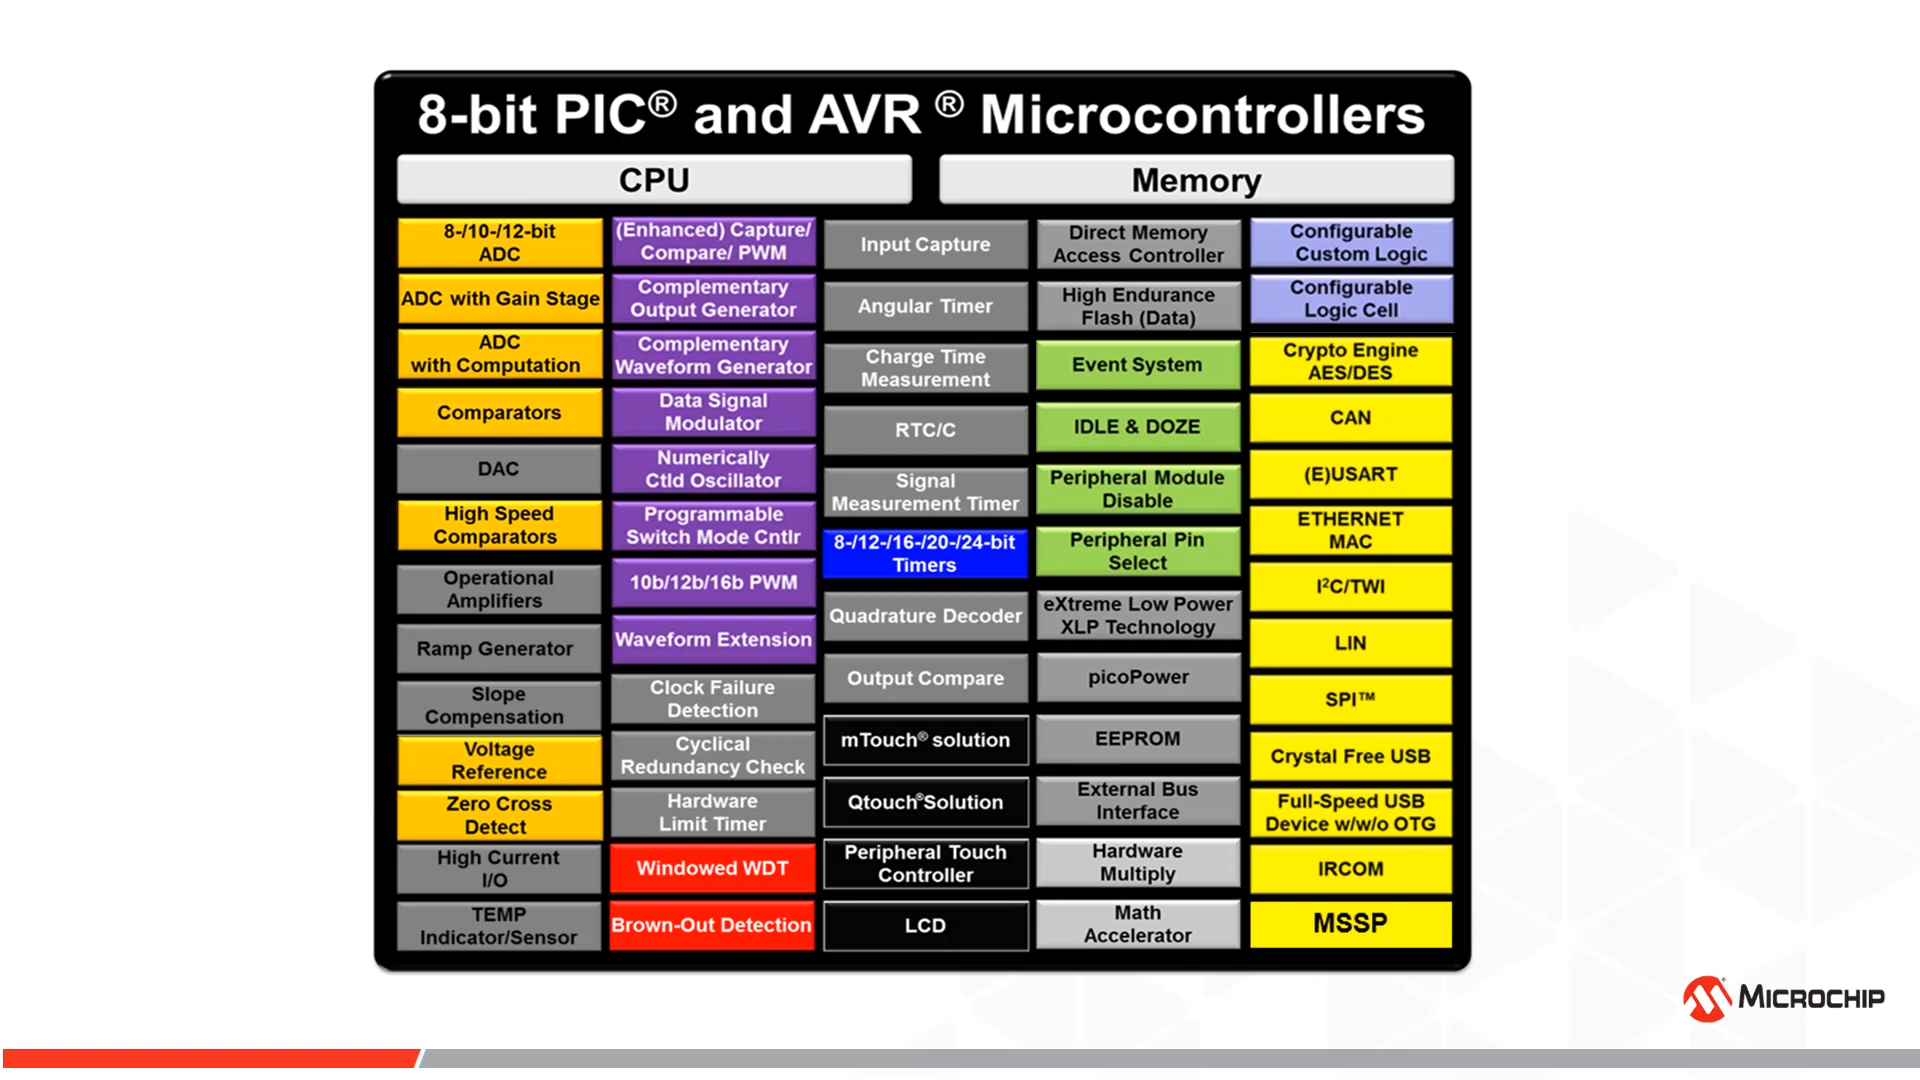 8-bit PIC® and AVR ® Microcontrollers
CPU
Memory
8-/10-/12-bit
ADC
ADC with Gain Stage
ADC
with Computation
Comparators
DAC
High Speed
Comparators
Operational
Amplifiers
Ramp Generator
Slope
Compensation
Voltage
Reference
Zero Cross
Detect
High Current
I/O
TEMP
Indicator/Sensor
(Enhanced) Capture/
Compare/ PWM
Complementary
Output Generator
Complementary
Waveform Generator
Data Signal
Modulator
Numerically
Ctld Oscillator
Programmable
Switch Mode Cntlr
10b/12b/16b PWM
Waveform Extension
Clock Failure
Detection
Cyclical
Redundancy Check
Hardware
Limit Timer
Windowed WDT
Brown-Out Detection
Input Capture
Angular Timer
Charge Time
Measurement
RTC/C
Signal
Measurement Timer
8-/12-/16-/20-/24-bit
Timers
Quadrature Decoder
Output Compare
mTouch® solution
Qtouch®Solution
Peripheral Touch
Controller
LCD
Direct Memory
Access Controller
High Endurance
Flash (Data)
Event System
IDLE & DOZE
Peripheral Module
Disable
Peripheral Pin
Select
eXtreme Low Power
XLP Technology
picoPower
EEPROM
External Bus
Interface
Hardware
Multiply
Math
Accelerator
Configurable
Custom Logic
Configurable
Logic Cell
Crypto Engine
AES/DES
CAN
(E)USART
ETHERNET
MAC
I²C/TWI
LIN
SPI™
Crystal Free USB
Full-Speed USB
Device w/w/o OTG
IRCOM
MSSP
MICROCHIP